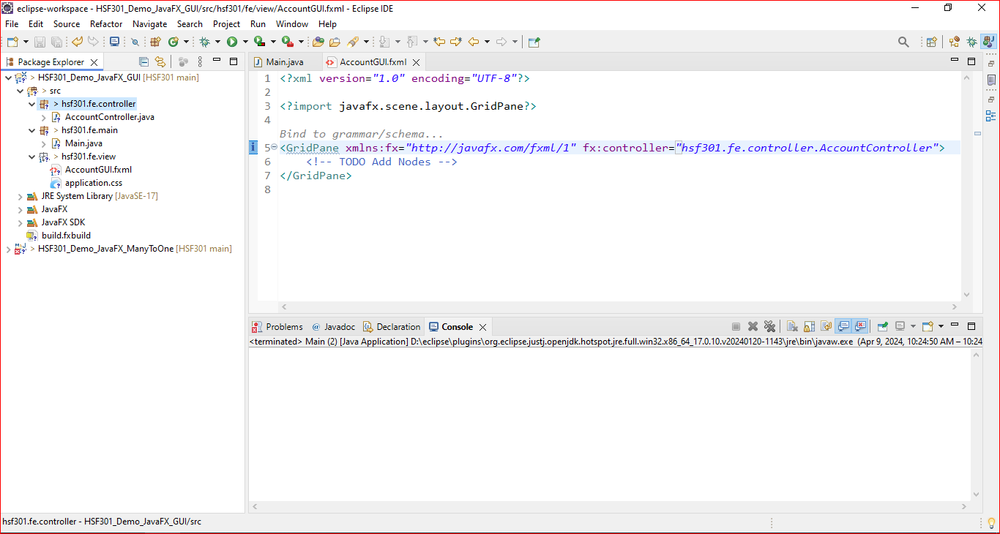 eclipse-workspace - HSF301_Demo_JavaFX_GUI/src/hsf301/fe/view/AccountGUI.fxml - Eclipse IDE
File Edit Source Refactor Navigate Search Project Run Window Help
Package Explorer
> HSF301_Demo_JavaFX_GUI [HSF301 main]
> src
> hsf301.fe.controller
AccountController.java
> hsf301.fe.main
Main.java
> hsf301.fe.view
AccountGUI.fxml
application.css
JRE System Library [JavaSE-17]
JavaFX
JavaFX SDK
build.fxbuild
> HSF301_Demo_JavaFX_ManyToOne [HSF301 main]
Main.java AccountGUI.fxml
1 <?xml version="1.0" encoding="UTF-8"?>
2
3 <?import javafx.scene.layout.GridPane?>
4
Bind to grammar/schema...
5 <GridPane xmlns:fx="http://javafx.com/fxml/1" fx:controller="hsf301.fe.controller.AccountController">
6 <!-- TODO Add Nodes -->
7 </GridPane>
8
Problems @ Javadoc Declaration Console
<terminated> Main (2) [Java Application] D:\eclipse\plugins\org.eclipse.justj.openjdk.hotspot.jre.full.win32.x86_64_17.0.10.v20240120-1143\jre\bin\javaw.exe (Apr 9, 2024, 10:24:50 AM – 10:24
hsf301.fe.controller - HSF301_Demo_JavaFX_GUI/src